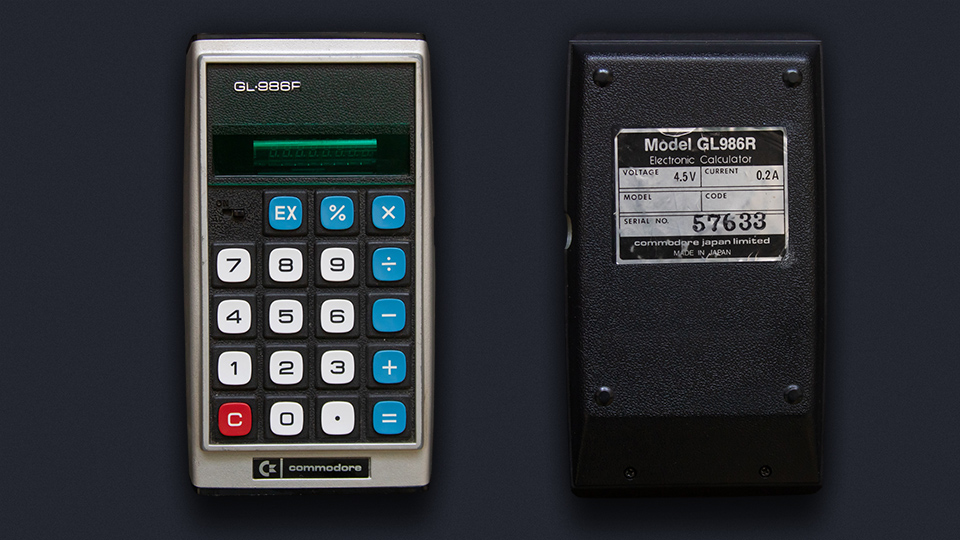 GL-986F
ON
EX % ×
7 8 9 ÷
4 5 6 −
1 2 3 +
C 0 · =
commodore
Model GL986R
Electronic Calculator
VOLTAGE 4.5V CURRENT 0.2A
MODEL CODE
SERIAL NO. 57633
commodore japan limited
MADE IN JAPAN